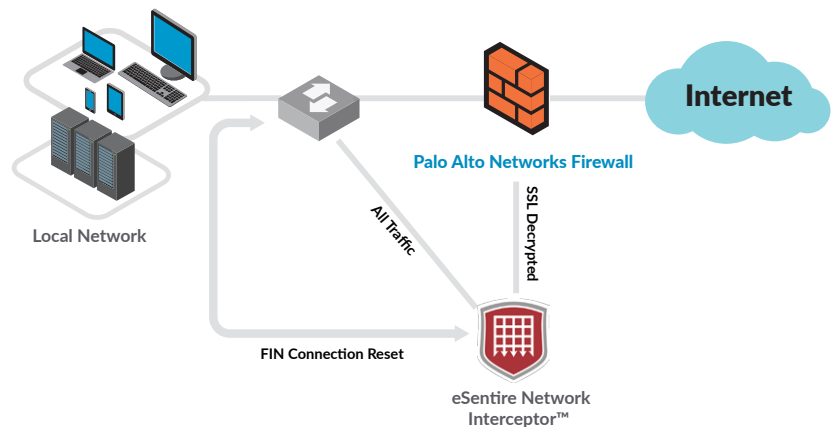 Internet
Palo Alto Networks Firewall
SSL Decrypted
All Traffic
Local Network
FIN Connection Reset
eSentire Network
Interceptor™